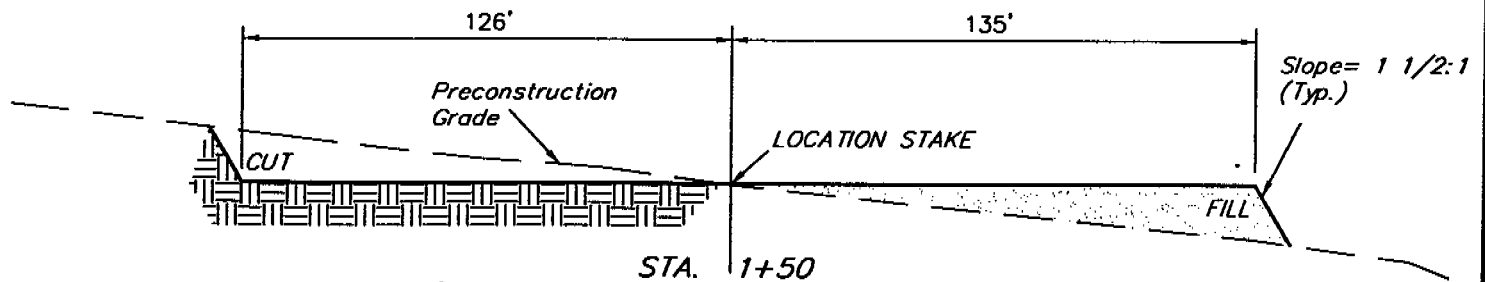 126'
135'
Slope= 1 1/2:1
(Typ.)
Preconstruction
Grade
LOCATION STAKE
CUT
FILL
STA. 1+50